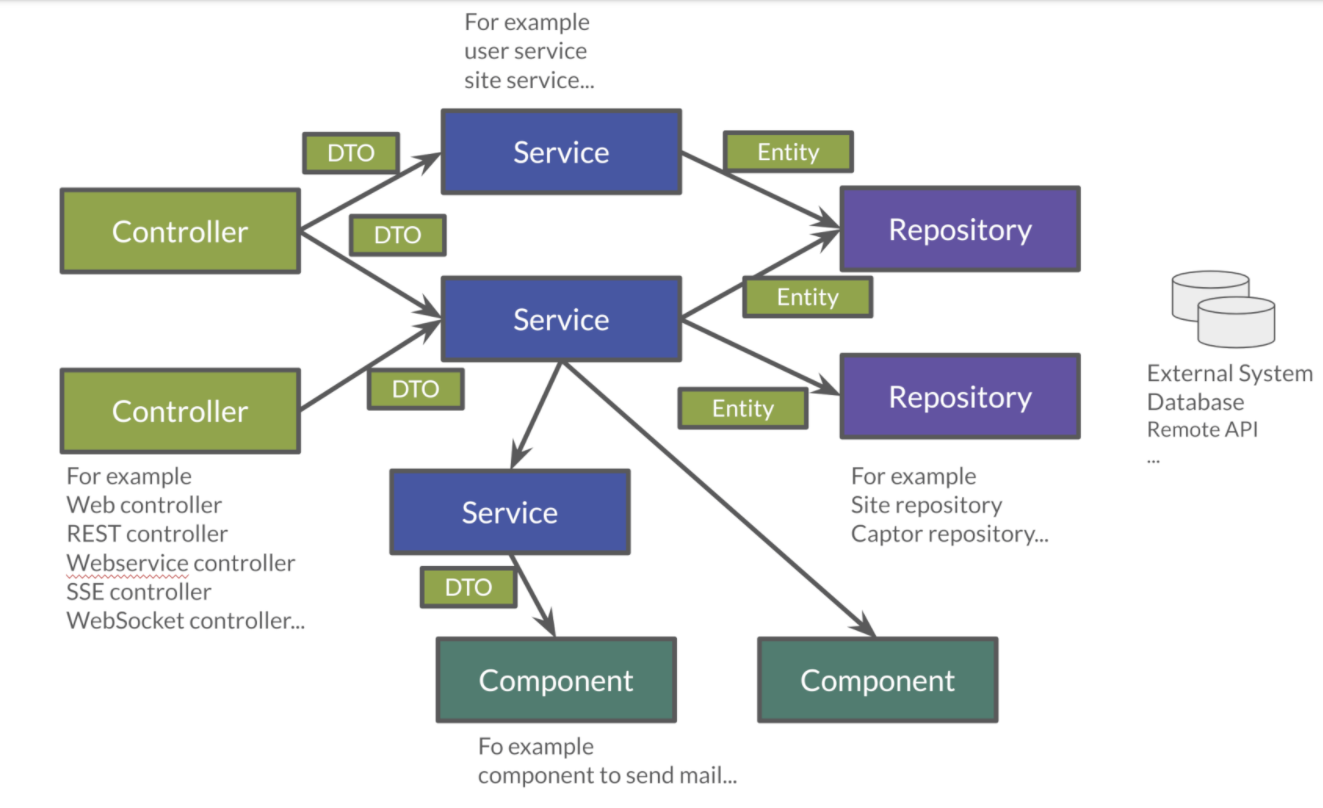 For example
user service
site service...
DTO
Service
Entity
Controller
DTO
Repository
Service
Entity
External System
Database
Remote API
...
Controller
DTO
Entity
Repository
For example
Web controller
REST controller
Webservice controller
SSE controller
WebSocket controller...
For example
Site repository
Captor repository...
Service
DTO
Component
Component
Fo example
component to send mail...